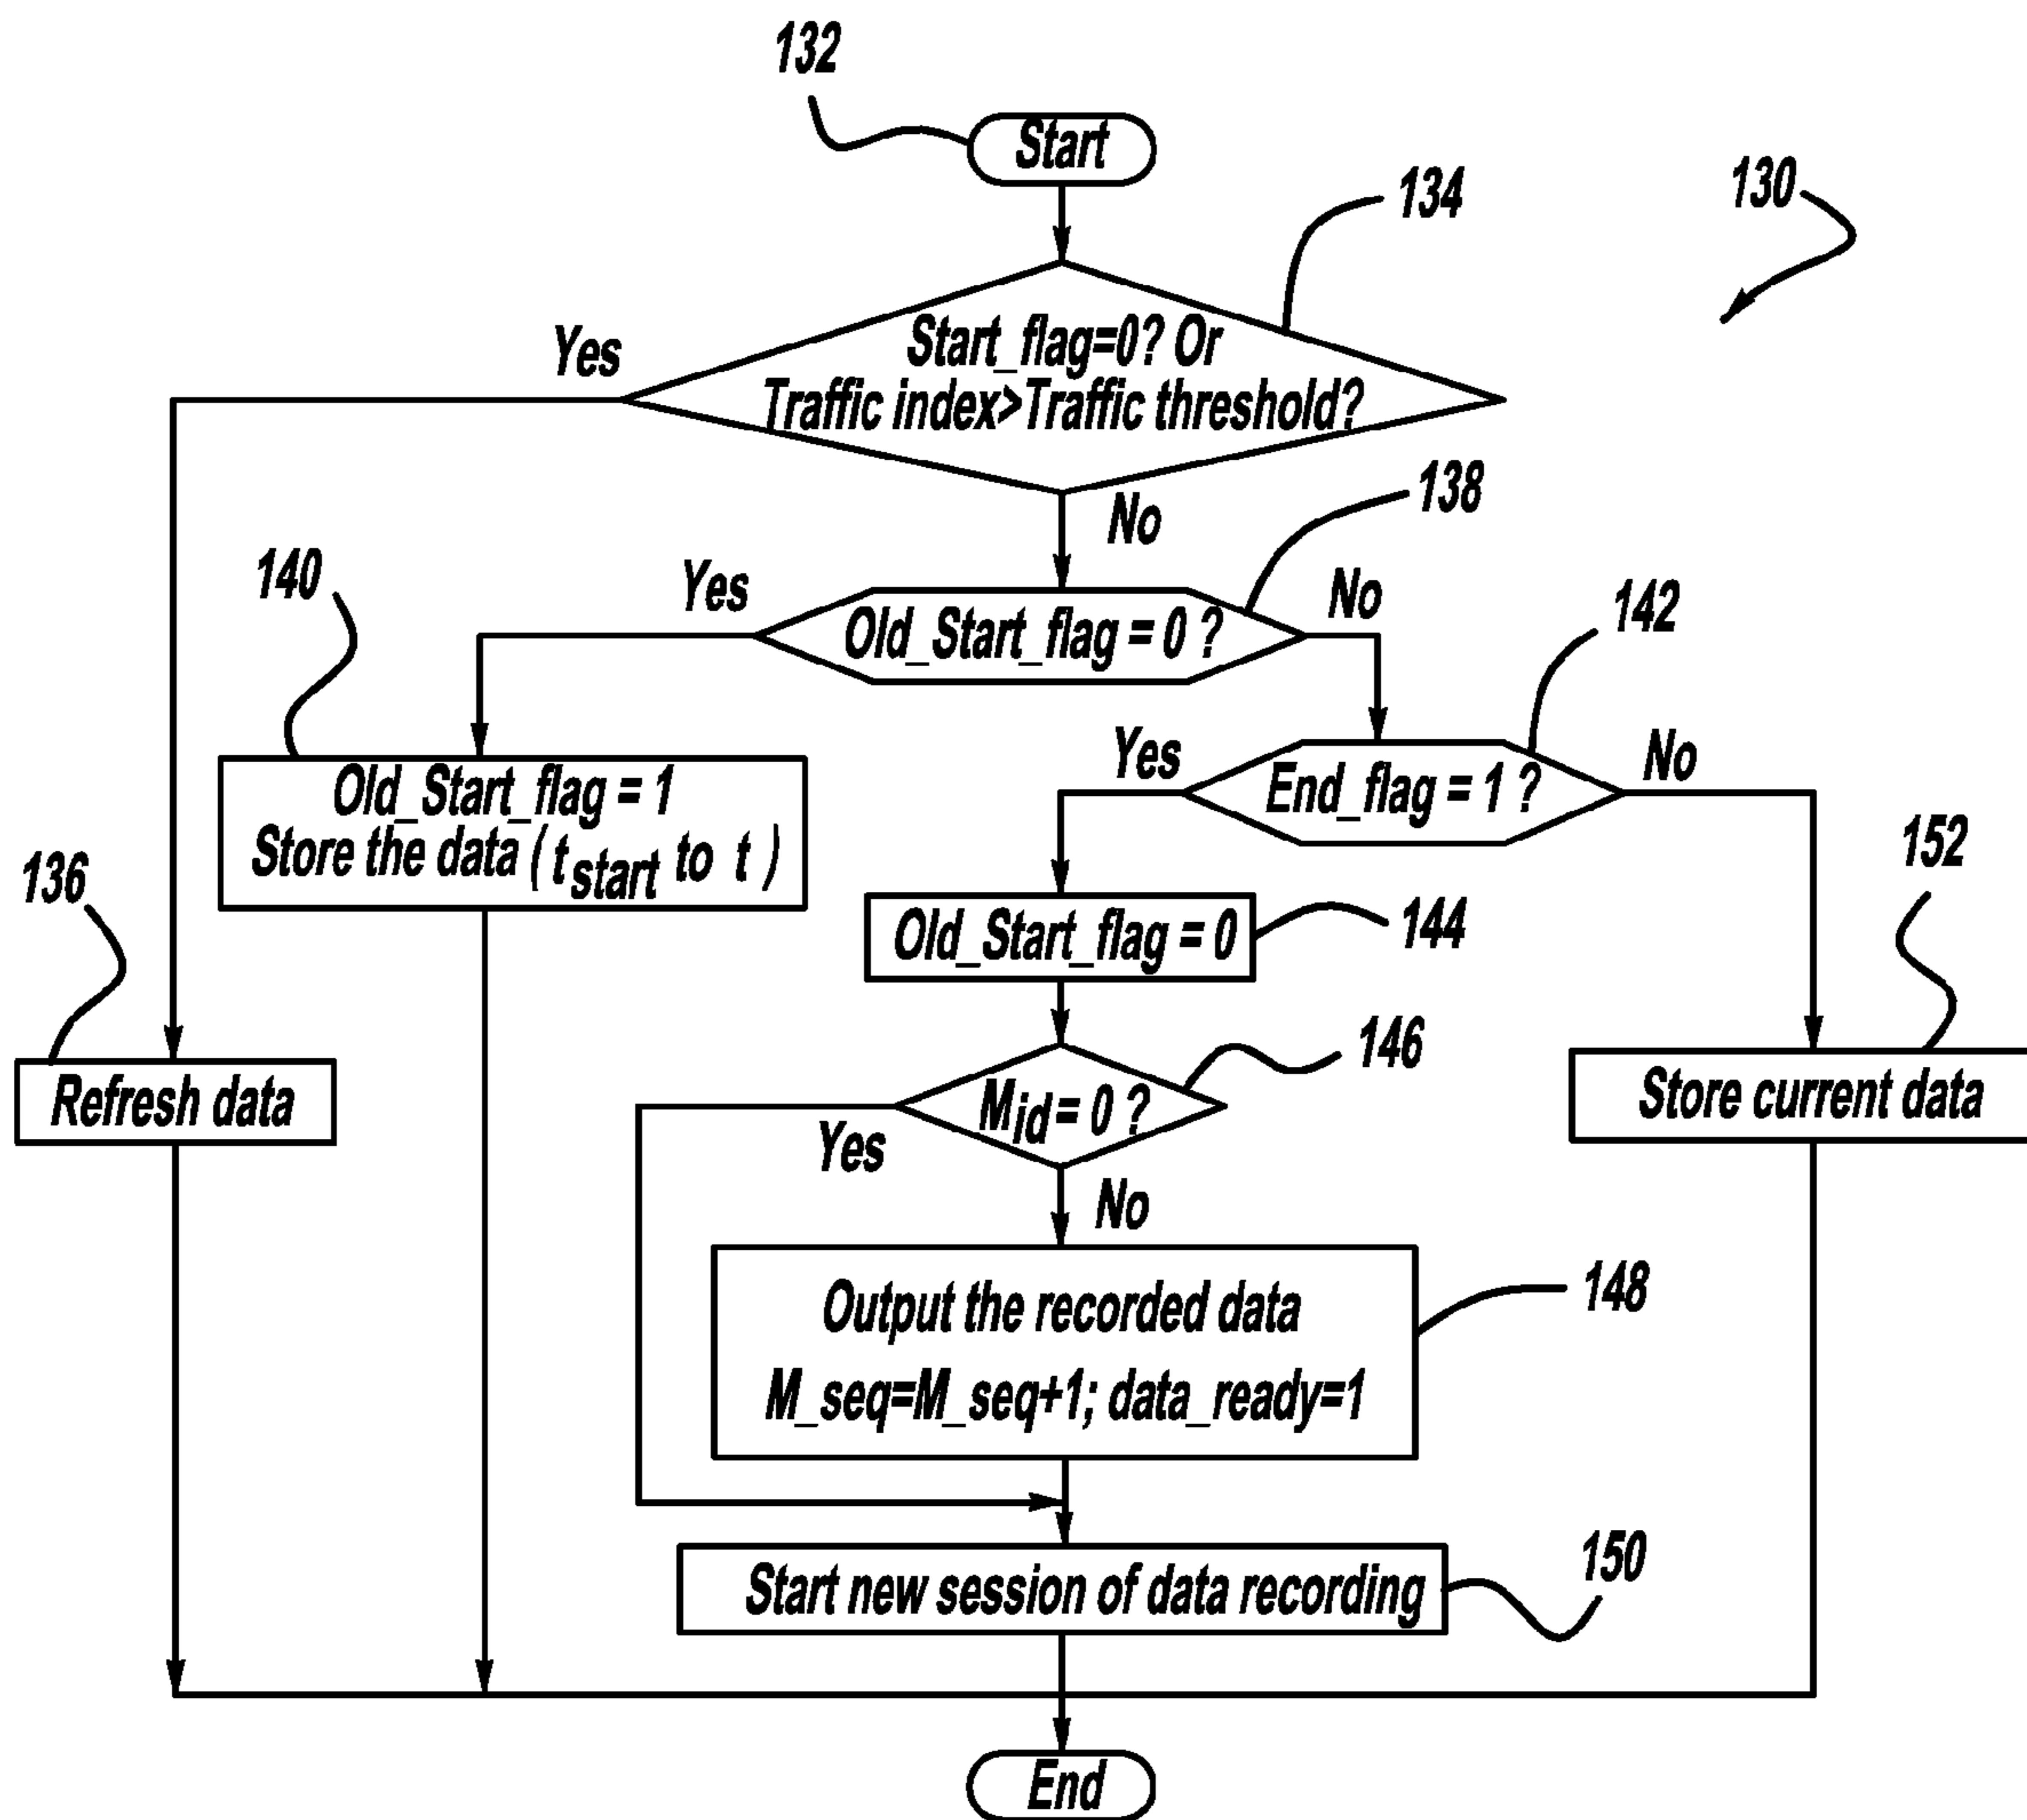 132
Start
134
130
Start_flag=0? Or
Traffic index>Traffic threshold?
Yes
No
138
140
Yes
Old_Start_flag = 0 ?
No
142
Old_Start_flag = 1
Store the data ( tstart to t )
Yes
End_flag = 1 ?
No
136
152
Old_Start_flag = 0
144
146
Refresh data
Mid = 0 ?
Store current data
Yes
No
Output the recorded data
M_seq=M_seq+1; data_ready=1
148
Start new session of data recording
150
End